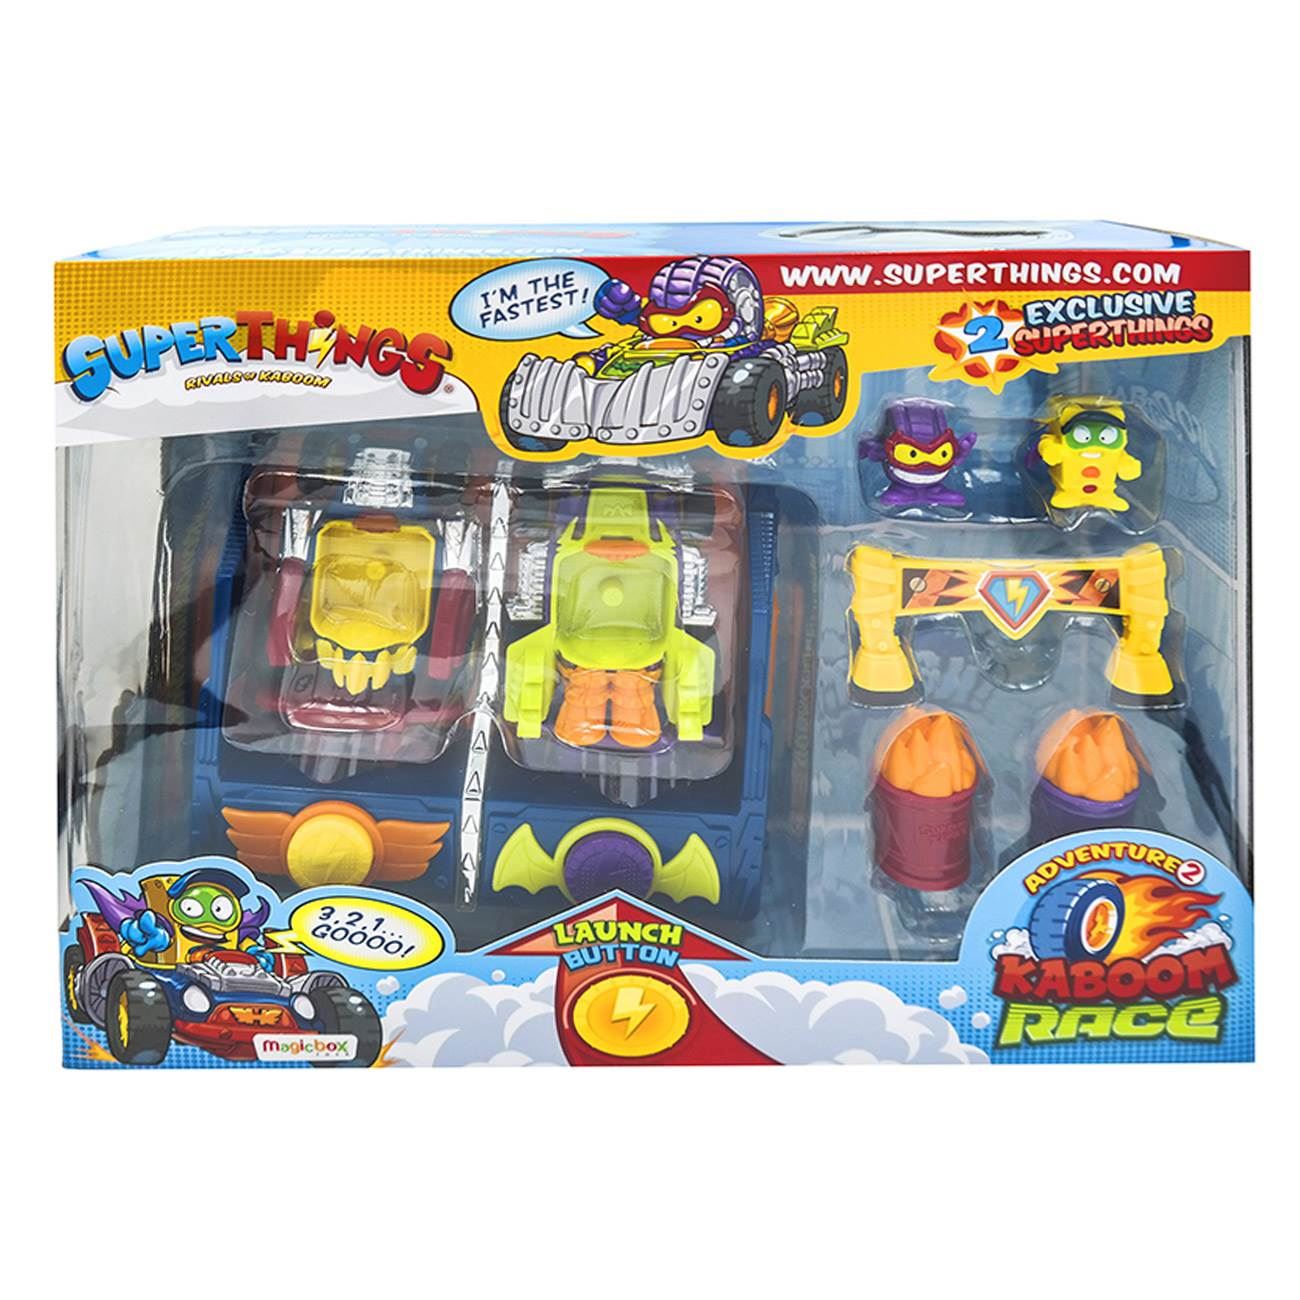 I'M THE
FASTEST!
WWW.SUPERTHINGS.COM
SUPERTHINGS®
RIVALS OF KABOOM
2 EXCLUSIVE
SUPERTHINGS
ADVENTURE 2
KABOOM
RACE
3,2,1...
GOOOO!
LAUNCH
BUTTON
magicbox
toys